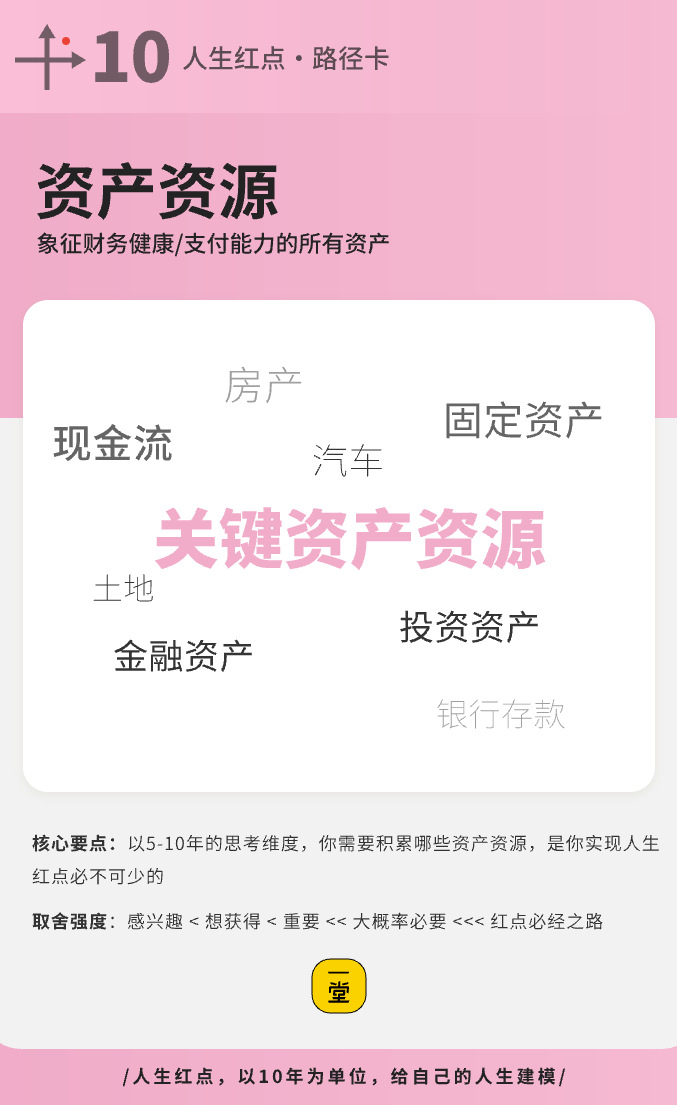 10 人生红点·路径卡
资产资源
象征财务健康/支付能力的所有资产
房产
固定资产
现金流
汽车
关键资产资源
土地
投资资产
金融资产
银行存款
核心要点：以5-10年的思考维度，你需要积累哪些资产资源，是你实现人生
红点必不可少的
取舍强度：感兴趣 < 想获得 < 重要 << 大概率必要 <<< 红点必经之路
一
堂
/人生红点，以10年为单位，给自己的人生建模/